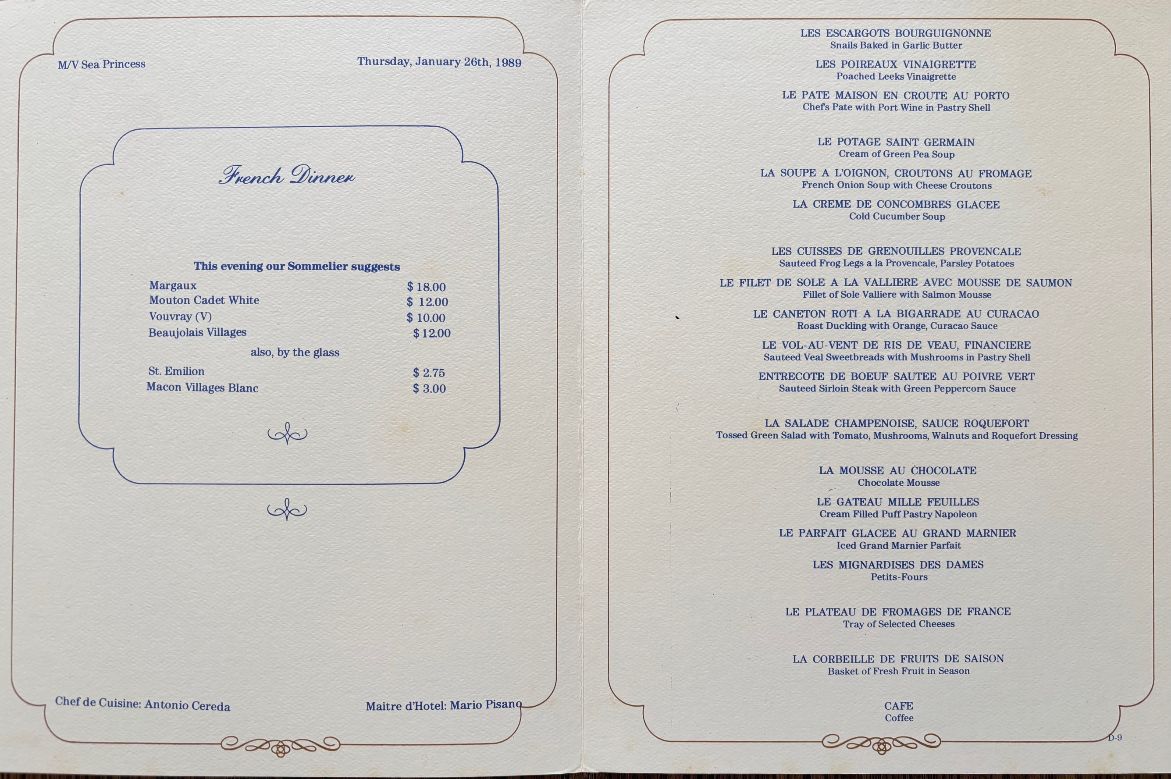 M/V Sea Princess
Thursday, January 26th, 1989
French Dinner
This evening our Sommelier suggests
Margaux $ 18.00
Mouton Cadet White $ 12.00
Vouvray (V) $ 10.00
Beaujolais Villages $ 12.00
also, by the glass
St. Emilion $ 2.75
Macon Villages Blanc $ 3.00
Chef de Cuisine: Antonio Cereda
Maitre d'Hotel: Mario Pisano
LES ESCARGOTS BOURGUIGNONNE
Snails Baked in Garlic Butter
LES POIREAUX VINAIGRETTE
Poached Leeks Vinaigrette
LE PATE MAISON EN CROUTE AU PORTO
Chef's Pate with Port Wine in Pastry Shell
LE POTAGE SAINT GERMAIN
Cream of Green Pea Soup
LA SOUPE A L'OIGNON, CROUTONS AU FROMAGE
French Onion Soup with Cheese Croutons
LA CREME DE CONCOMBRES GLACEE
Cold Cucumber Soup
LES CUISSES DE GRENOUILLES PROVENCALE
Sauteed Frog Legs a la Provencale, Parsley Potatoes
LE FILET DE SOLE A LA VALLIERE AVEC MOUSSE DE SAUMON
Fillet of Sole Valliere with Salmon Mousse
LE CANETON ROTI A LA BIGARRADE AU CURACAO
Roast Duckling with Orange, Curacao Sauce
LE VOL-AU-VENT DE RIS DE VEAU, FINANCIERE
Sauteed Veal Sweetbreads with Mushrooms in Pastry Shell
ENTRECOTE DE BOEUF SAUTEE AU POIVRE VERT
Sauteed Sirloin Steak with Green Peppercorn Sauce
LA SALADE CHAMPENOISE, SAUCE ROQUEFORT
Tossed Green Salad with Tomato, Mushrooms, Walnuts and Roquefort Dressing
LA MOUSSE AU CHOCOLATE
Chocolate Mousse
LE GATEAU MILLE FEUILLES
Cream Filled Puff Pastry Napoleon
LE PARFAIT GLACEE AU GRAND MARNIER
Iced Grand Marnier Parfait
LES MIGNARDISES DES DAMES
Petits-Fours
LE PLATEAU DE FROMAGES DE FRANCE
Tray of Selected Cheeses
LA CORBEILLE DE FRUITS DE SAISON
Basket of Fresh Fruit in Season
CAFE
Coffee
D-9